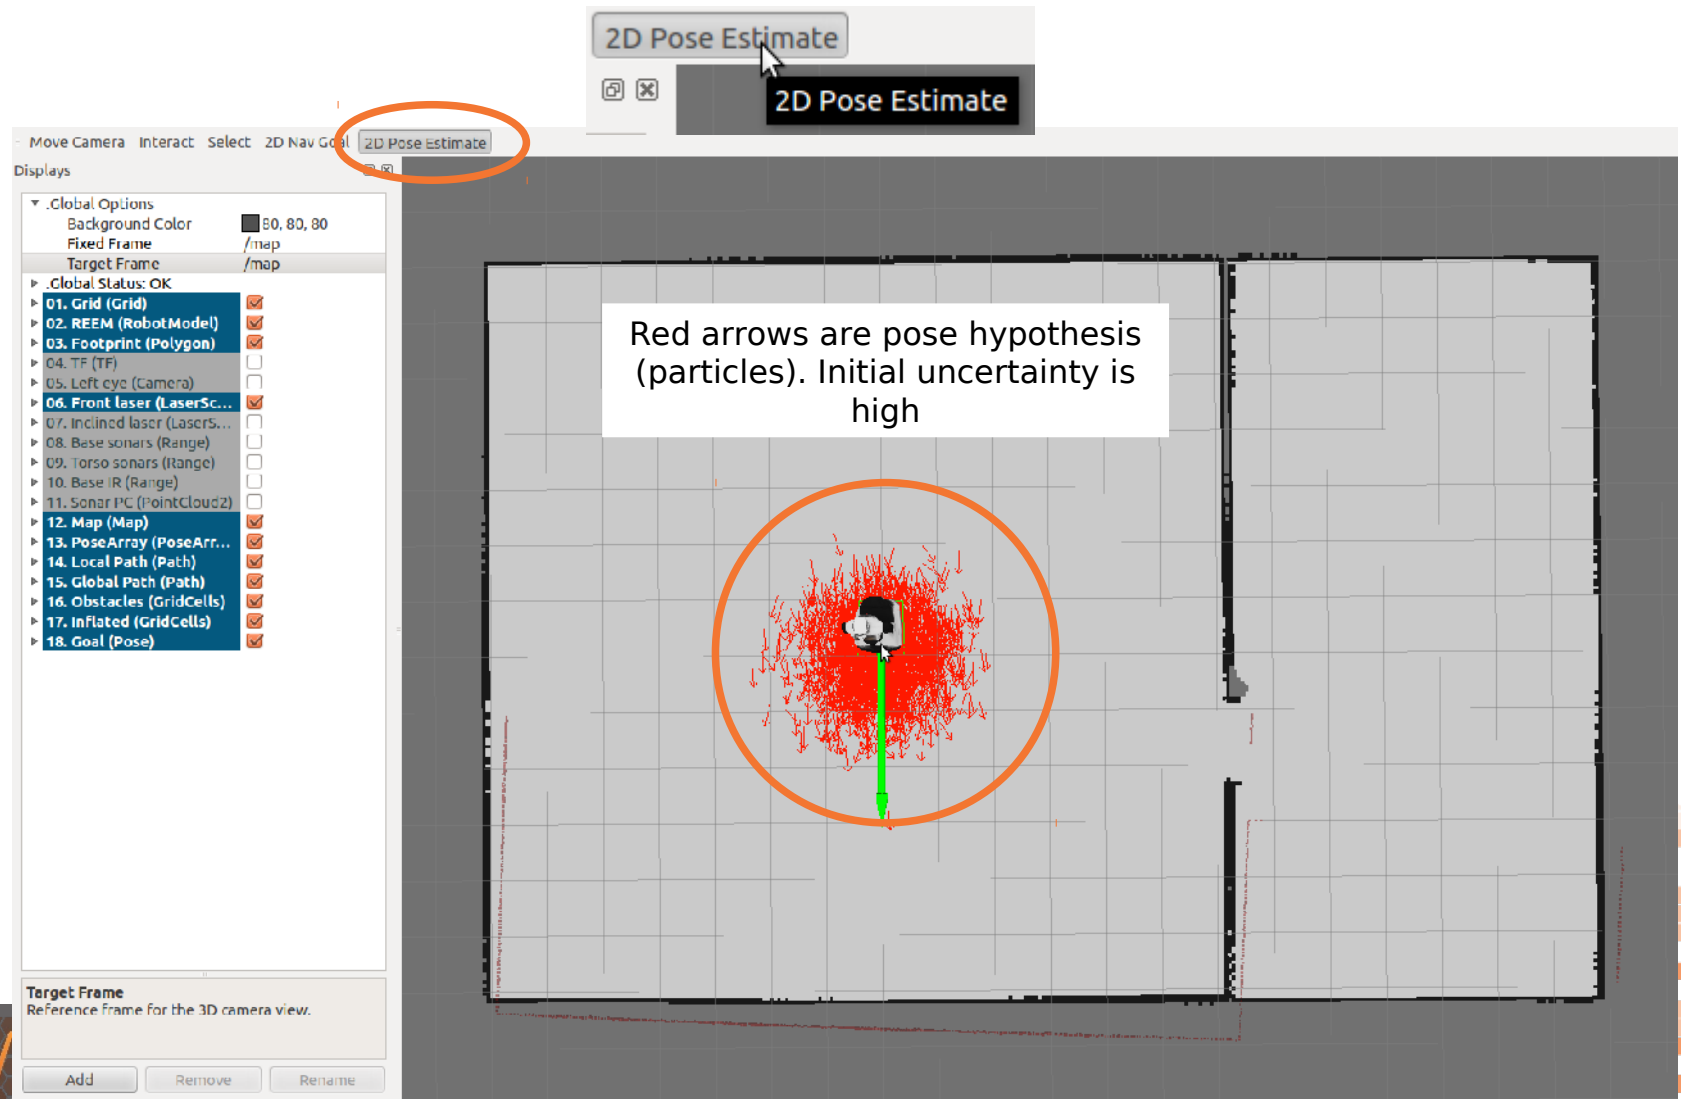 2D Pose Estimate
2D Pose Estimate
Move Camera Interact Select 2D Nav Goal 2D Pose Estimate
Displays
.Global Options
Background Color 80, 80, 80
Fixed Frame /map
Target Frame /map
.Global Status: OK
01. Grid (Grid)
02. REEM (RobotModel)
03. Footprint (Polygon)
04. TF (TF)
05. Left eye (Camera)
06. Front laser (LaserSc...
07. Inclined laser (LaserS...
08. Base sonars (Range)
09. Torso sonars (Range)
10. Base IR (Range)
11. Sonar PC (PointCloud2)
12. Map (Map)
13. PoseArray (PoseArr...
14. Local Path (Path)
15. Global Path (Path)
16. Obstacles (GridCells)
17. Inflated (GridCells)
18. Goal (Pose)
Red arrows are pose hypothesis
(particles). Initial uncertainty is
high
Target Frame
Reference frame for the 3D camera view.
Add Remove Rename